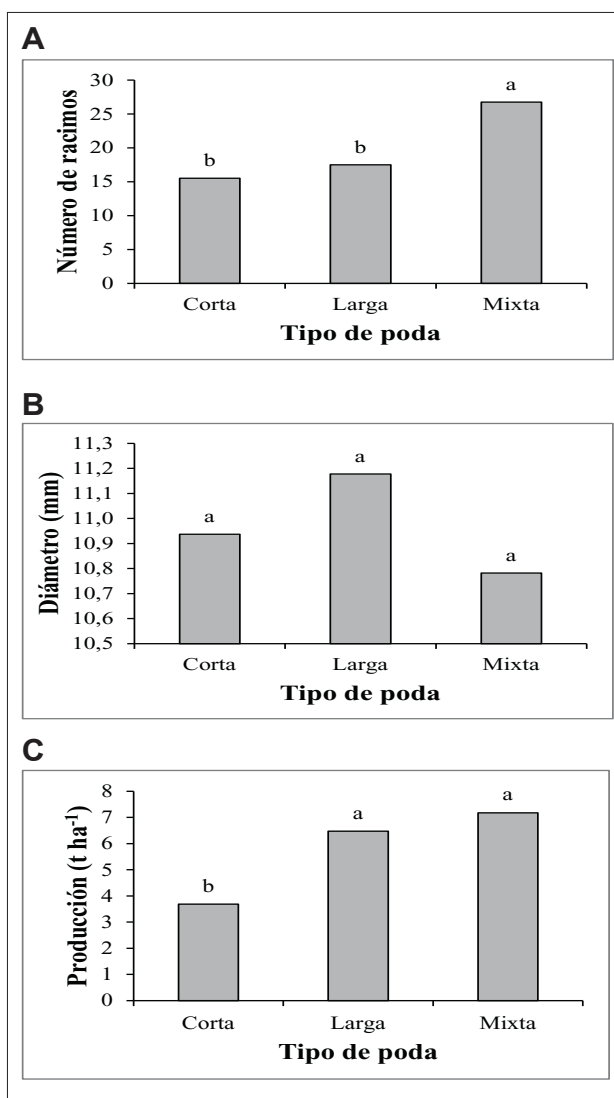 A
Número de racimos
30
25
20
15
10
5
0
b
b
a
Corta Larga Mixta
Tipo de poda
B
Diámetro (mm)
11,3
11,2
11,1
11,0
10,9
10,8
10,7
10,6
10,5
a
a
a
Corta Larga Mixta
Tipo de poda
C
Producción (t ha-1)
8
7
6
5
4
3
2
1
0
b
a
a
Corta Larga Mixta
Tipo de poda